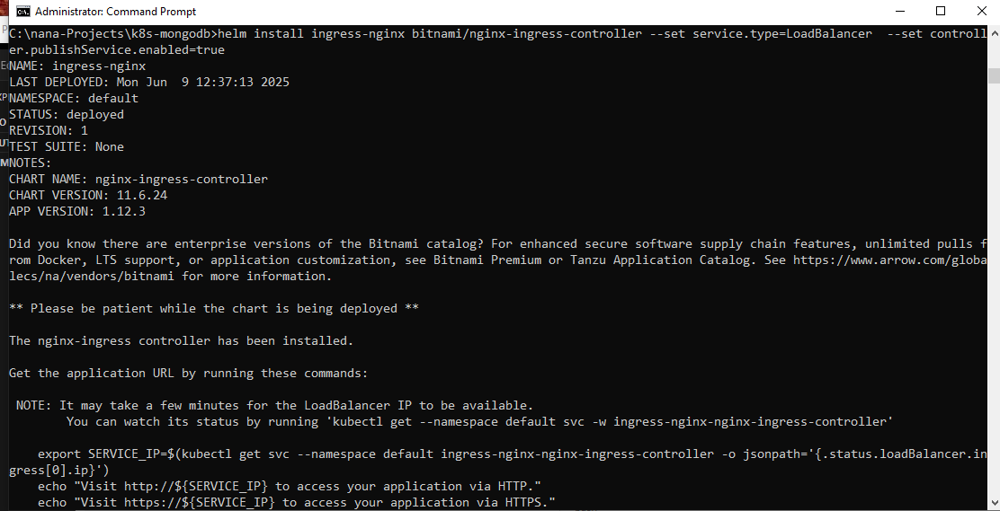 Administrator: Command Prompt
C:\nana-Projects\k8s-mongodb>helm install ingress-nginx bitnami/nginx-ingress-controller --set service.type=LoadBalancer  --set controll
er.publishService.enabled=true
NAME: ingress-nginx
LAST DEPLOYED: Mon Jun  9 12:37:13 2025
NAMESPACE: default
STATUS: deployed
REVISION: 1
TEST SUITE: None
NOTES:
CHART NAME: nginx-ingress-controller
CHART VERSION: 11.6.24
APP VERSION: 1.12.3
Did you know there are enterprise versions of the Bitnami catalog? For enhanced secure software supply chain features, unlimited pulls f
rom Docker, LTS support, or application customization, see Bitnami Premium or Tanzu Application Catalog. See https://www.arrow.com/globa
lecs/na/vendors/bitnami for more information.
** Please be patient while the chart is being deployed **
The nginx-ingress controller has been installed.
Get the application URL by running these commands:
NOTE: It may take a few minutes for the LoadBalancer IP to be available.
You can watch its status by running 'kubectl get --namespace default svc -w ingress-nginx-nginx-ingress-controller'
export SERVICE_IP=$(kubectl get svc --namespace default ingress-nginx-nginx-ingress-controller -o jsonpath='{.status.loadBalancer.in
gress[0].ip}')
echo "Visit http://${SERVICE_IP} to access your application via HTTP."
echo "Visit https://${SERVICE_IP} to access your application via HTTPS."